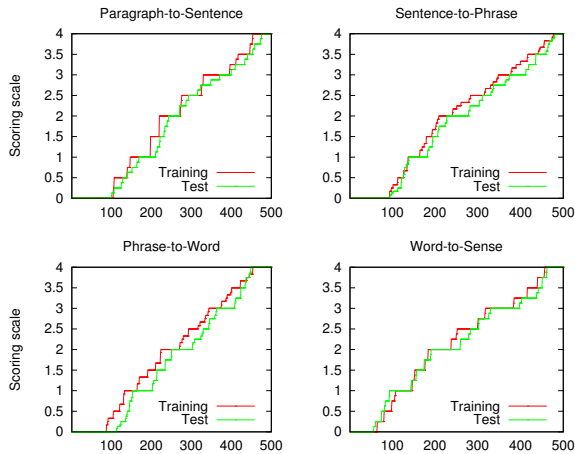 Paragraph-to-Sentence
Scoring scale
4
3.5
3
2.5
2
1.5
1
0.5
0
Training
Test
100 200 300 400 500
Sentence-to-Phrase
4
3.5
3
2.5
2
1.5
1
0.5
0
Training
Test
100 200 300 400 500
Phrase-to-Word
Scoring scale
4
3.5
3
2.5
2
1.5
1
0.5
0
Training
Test
100 200 300 400 500
Word-to-Sense
4
3.5
3
2.5
2
1.5
1
0.5
0
Training
Test
100 200 300 400 500